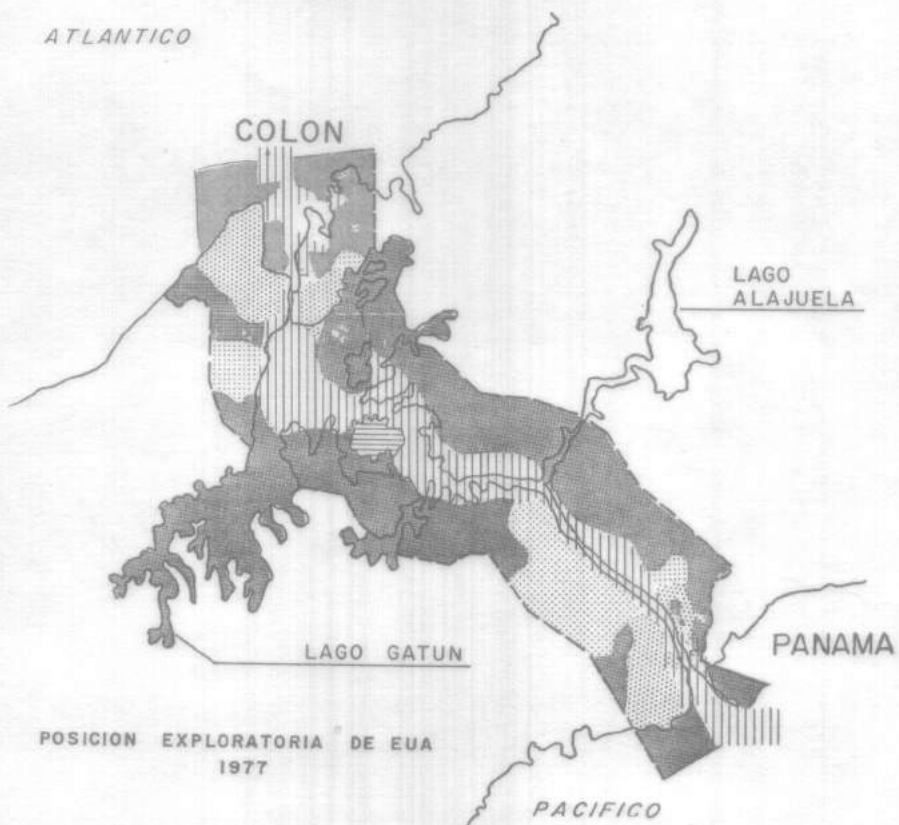 ATLANTICO
COLON
LAGO
ALAJUELA
LAGO GATUN
PANAMA
POSICION EXPLORATORIA DE EUA
1977
PACIFICO